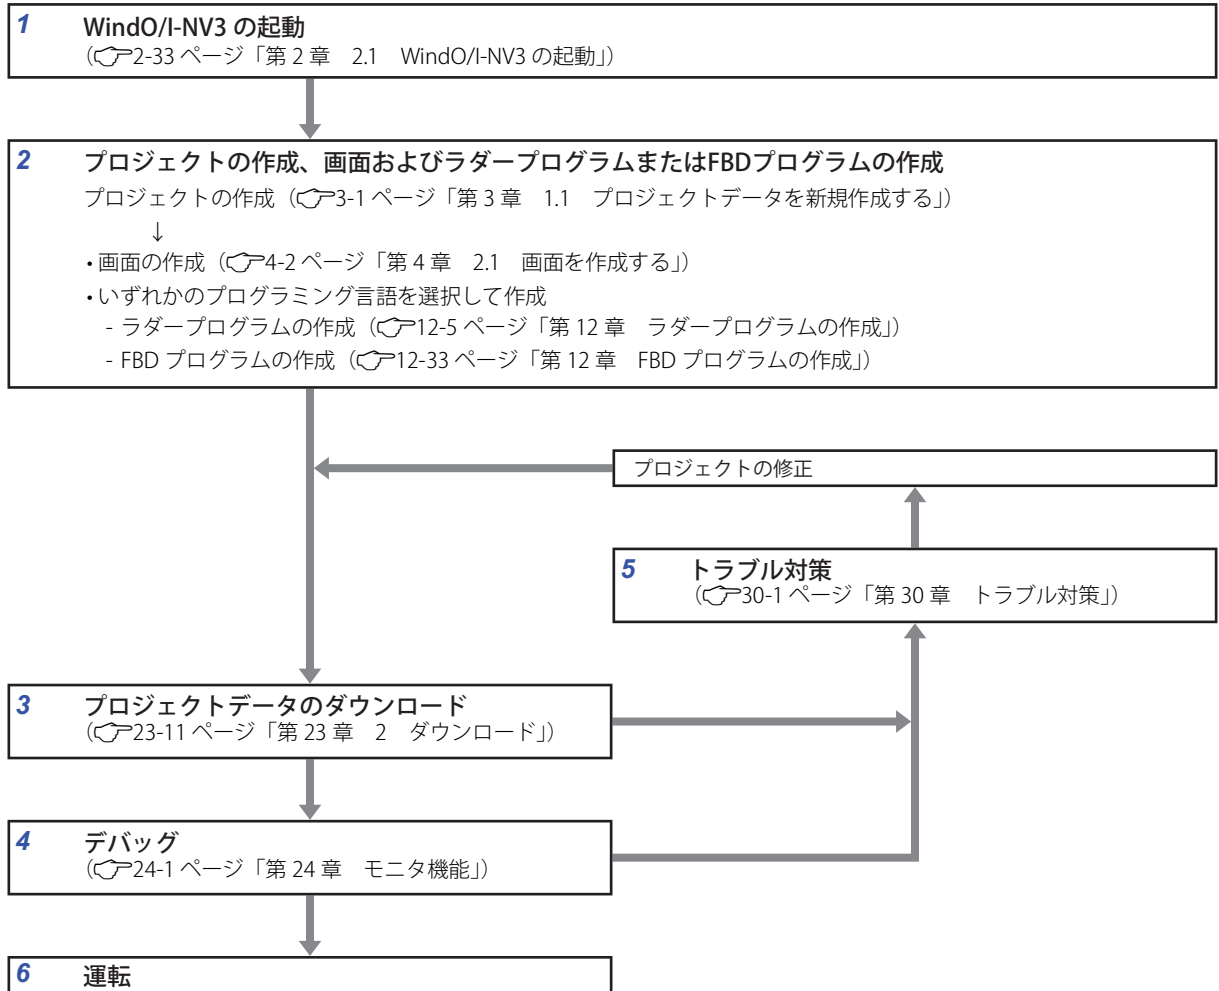 1 WindO/I-NV3 の起動
（2-33 ページ「第 2 章　2.1　WindO/I-NV3 の起動」）
2 プロジェクトの作成、画面およびラダープログラムまたはFBDプログラムの作成
プロジェクトの作成（3-1 ページ「第 3 章　1.1　プロジェクトデータを新規作成する」）
↓
・画面の作成（4-2 ページ「第 4 章　2.1　画面を作成する」）
・いずれかのプログラミング言語を選択して作成
- ラダープログラムの作成（12-5 ページ「第 12 章　ラダープログラムの作成」）
- FBD プログラムの作成（12-33 ページ「第 12 章　FBD プログラムの作成」）
プロジェクトの修正
5 トラブル対策
（30-1 ページ「第 30 章　トラブル対策」）
3 プロジェクトデータのダウンロード
（23-11 ページ「第 23 章　2　ダウンロード」）
4 デバッグ
（24-1 ページ「第 24 章　モニタ機能」）
6 運転